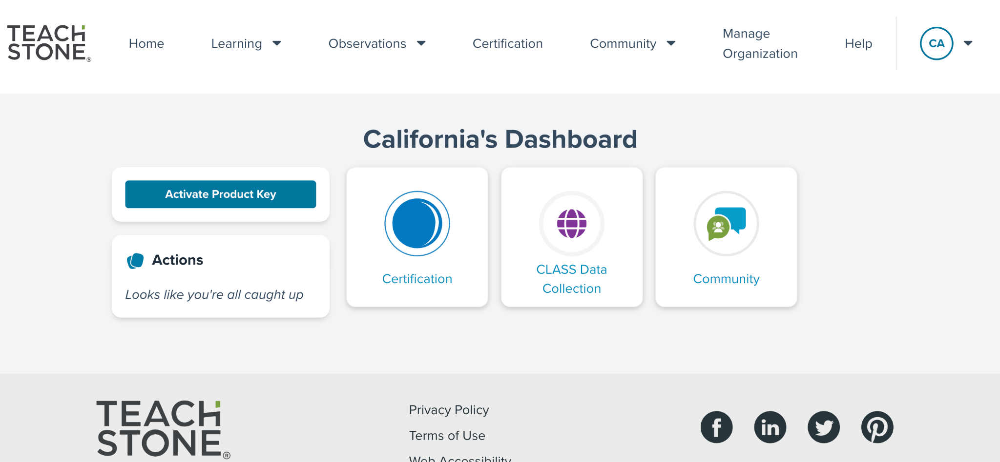 TEACH
STONE®
Home
Learning
Observations
Certification
Community
Manage
Organization
Help
CA
California's Dashboard
Activate Product Key
Actions
Looks like you're all caught up
Certification
CLASS Data
Collection
Community
TEACH
STONE®
Privacy Policy
Terms of Use
Web Accessibility